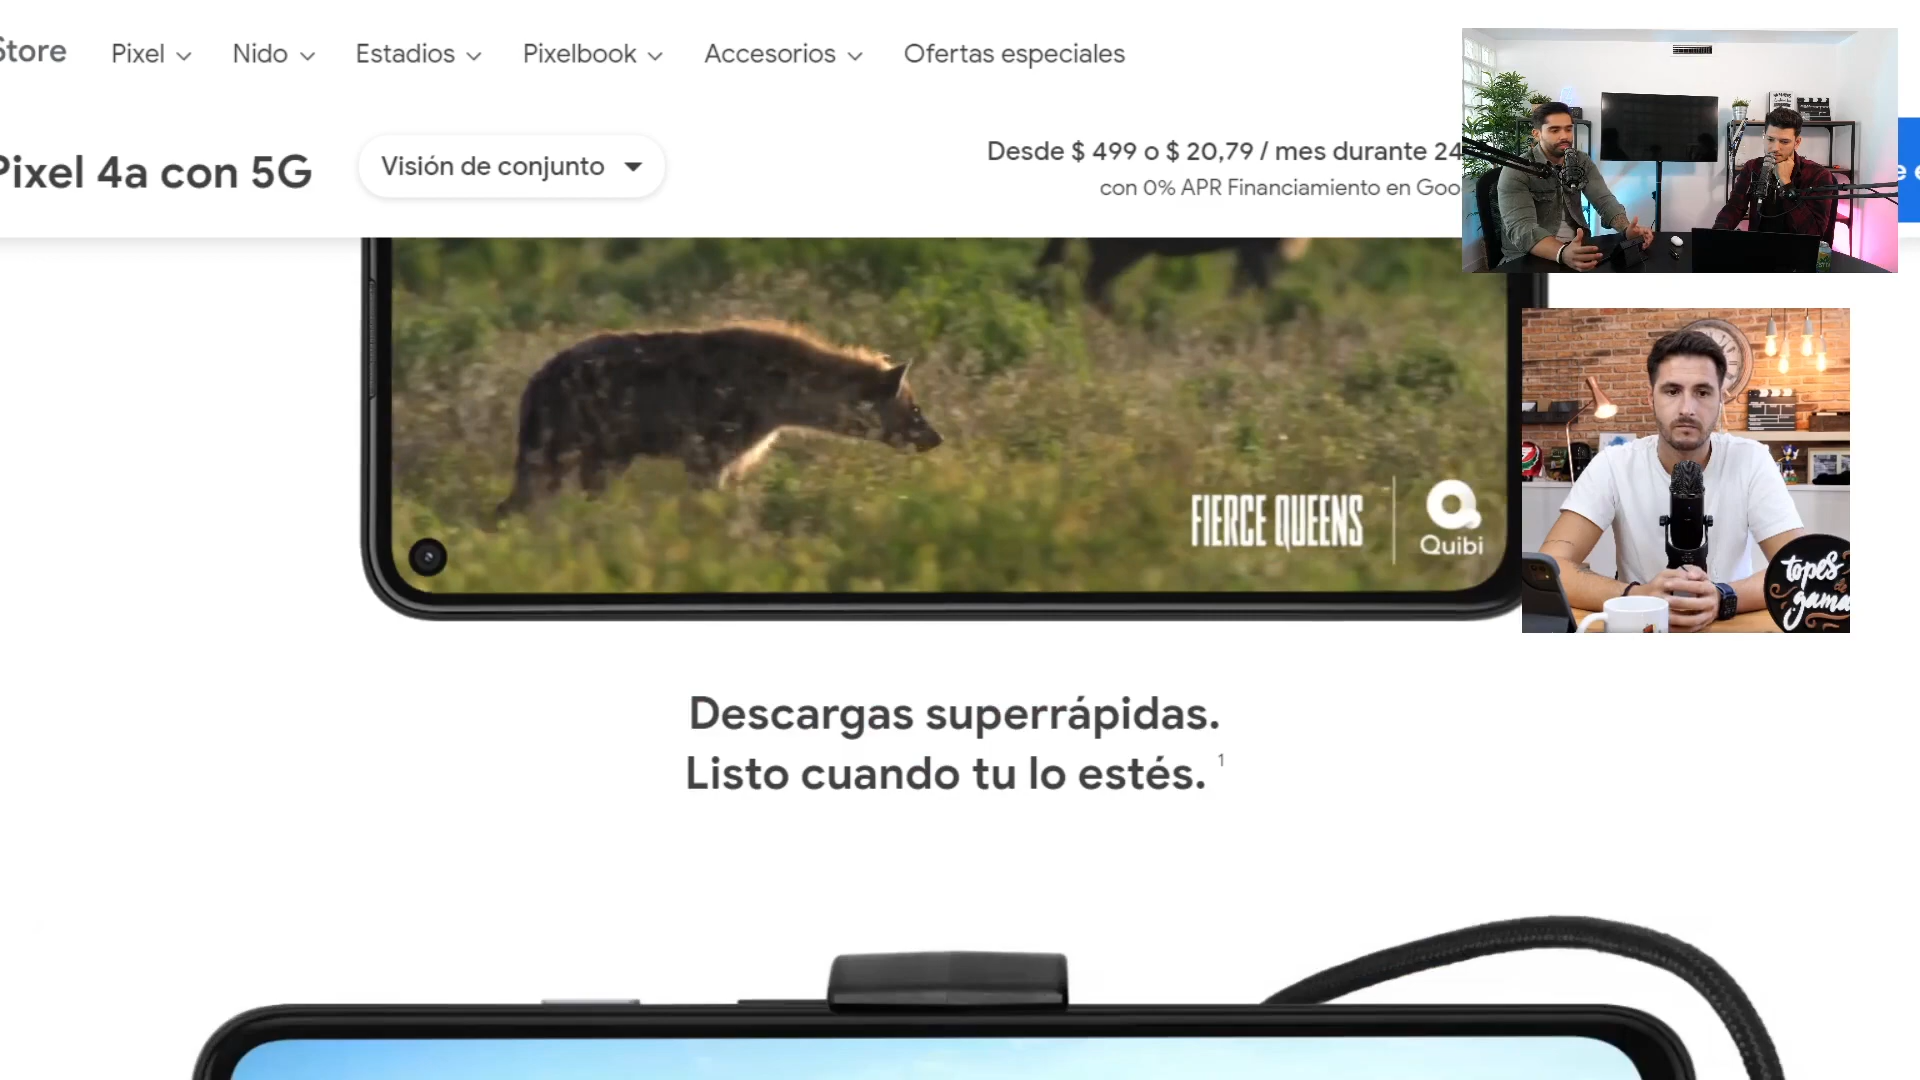 Store
Pixel
Nido
Estadios
Pixelbook
Accesorios
Ofertas especiales
Pixel 4a con 5G
Visión de conjunto
Desde $ 499 o $ 20,79 / mes durante 24
con 0% APR Financiamiento en Goo
FIERCE QUEENS
Quibi
topes
de
gama
Descargas superrápidas.
Listo cuando tu lo estés. 1